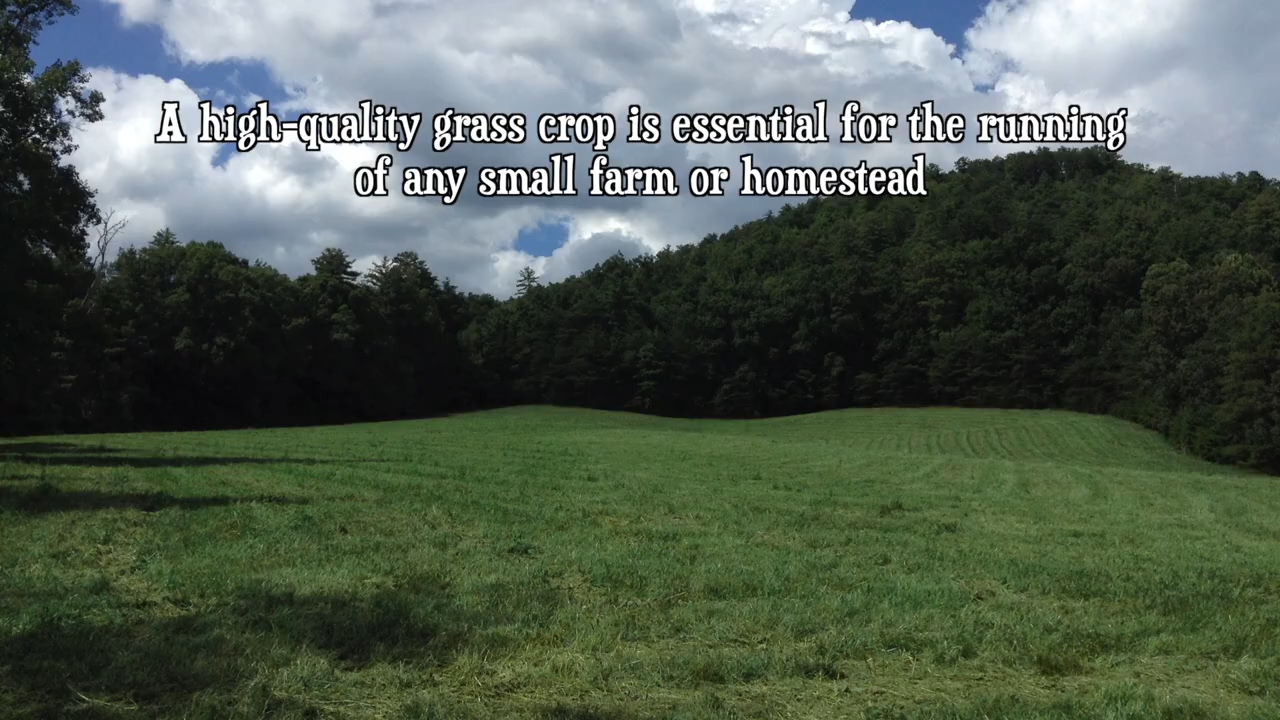 A high-quality grass crop is essential for the running
of any small farm or homestead